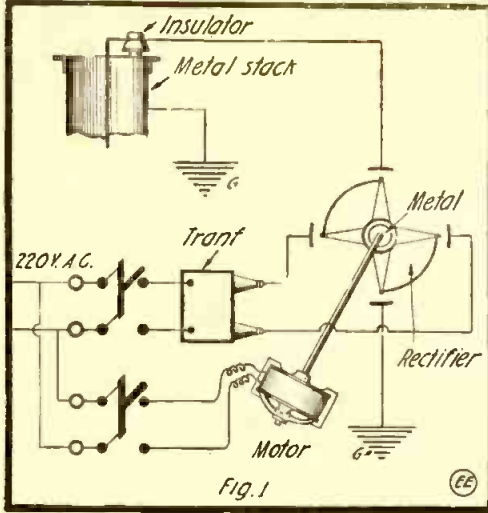 Insulator
Metal stack
G
Metal
Tranf
220V. A.C.
Rectifier
Motor
G
Fig. 1
EE